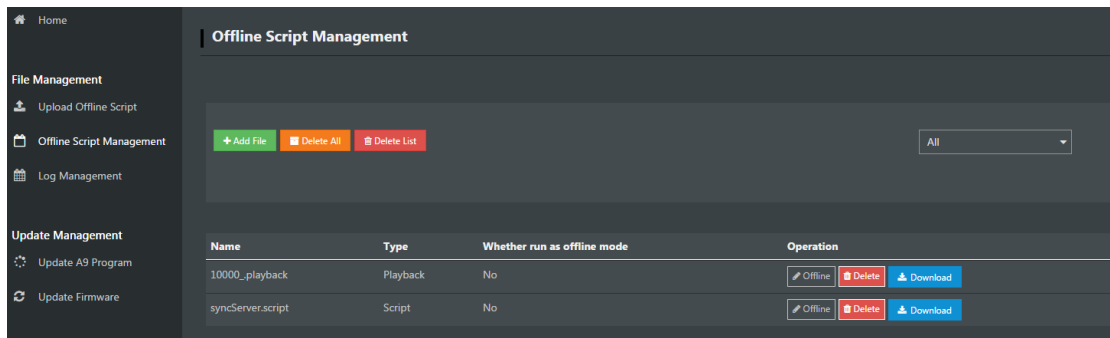 Home
File Management
Upload Offline Script
Offline Script Management
Log Management
Update Management
Update A9 Program
Update Firmware
Offline Script Management
Add File Delete All Delete List All
Name Type Whether run as offline mode Operation
10000_.playback Playback No Offline Delete Download
syncServer.script Script No Offline Delete Download